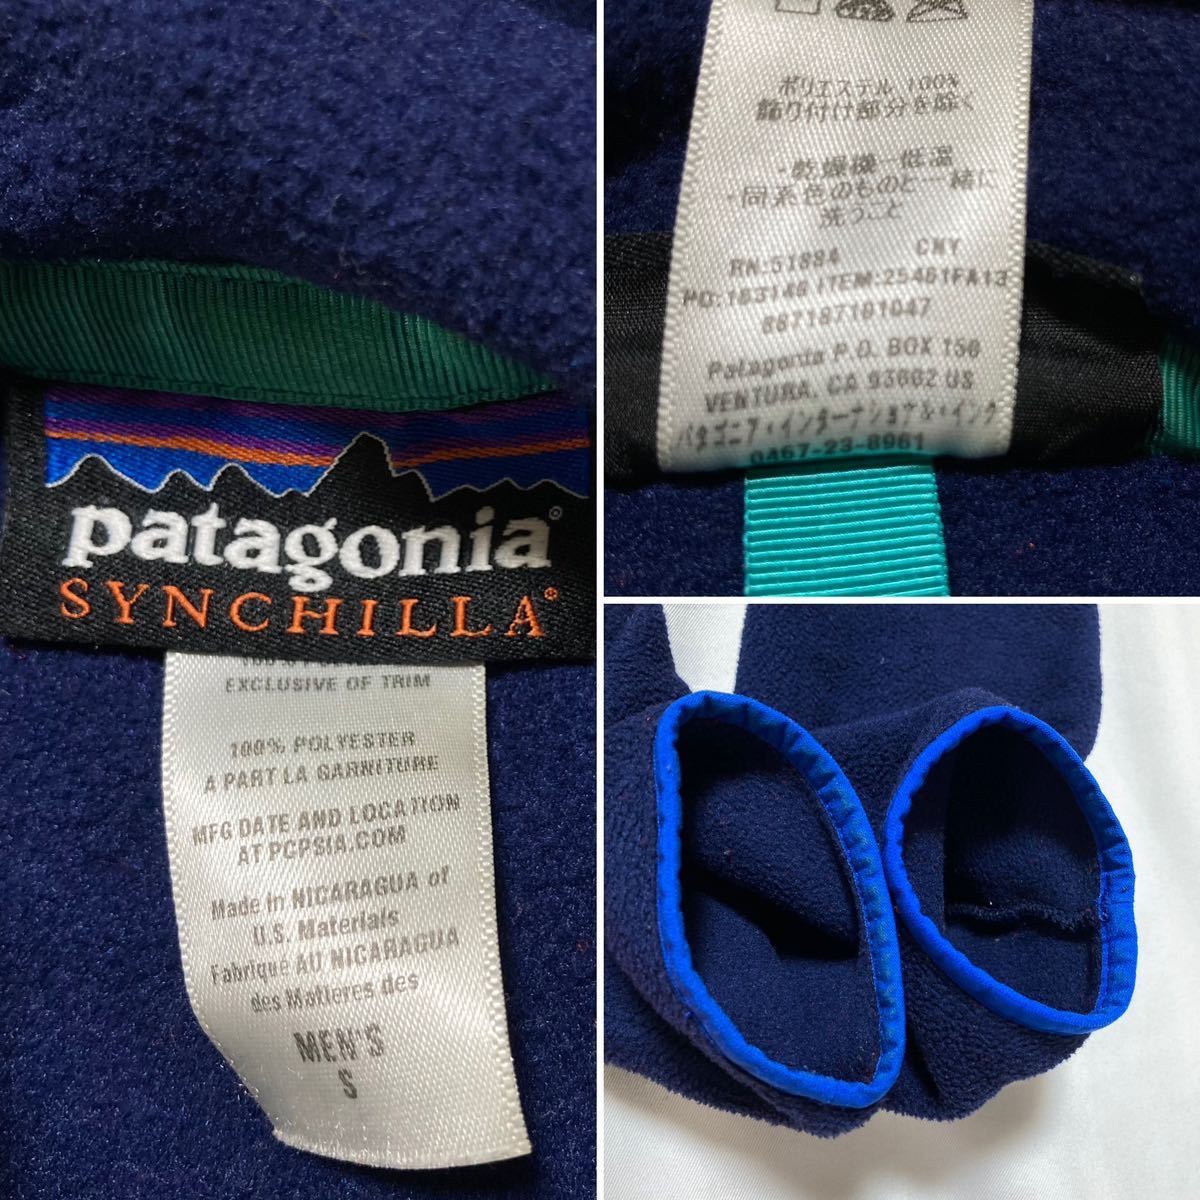 patagonia®
SYNCHILLA®
EXCLUSIVE OF TRIM
100% POLYESTER
A PART LA GARNITURE
MFG DATE AND LOCATION
AT PCPSIA.COM
Made in NICARAGUA of
U.S. Materials
Fabrique AU NICARAGUA
des Matieres des
MEN'S
S
ポリエステル 100%
飾り付け部分を除く
・乾燥機－低温
・同系色のものと一緒に
洗うこと
RN:51884 CNY
PO:163146 ITEM:25461FA13
887187181047
Patagonia P.O. BOX 150
VENTURA, CA 93002 US
パタゴニア・インターナショナル・インク
0467-23-8961